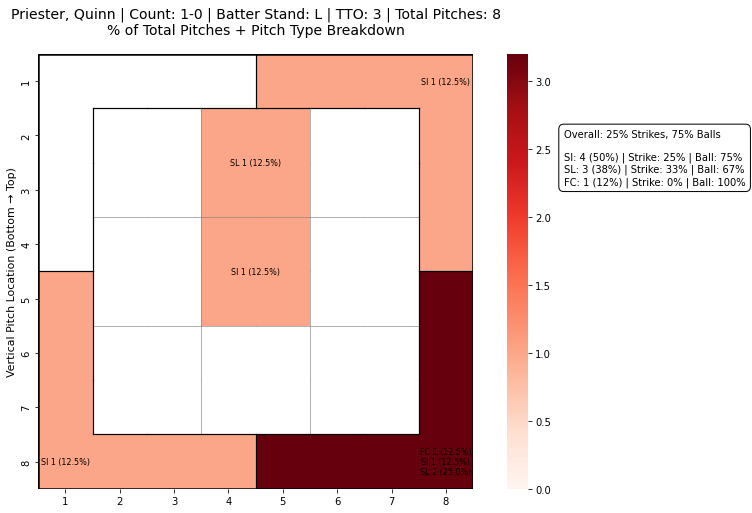 Priester, Quinn | Count: 1-0 | Batter Stand: L | TTO: 3 | Total Pitches: 8
% of Total Pitches + Pitch Type Breakdown
Vertical Pitch Location (Bottom → Top)
1
2
3
4
5
6
7
8
SI 1 (12.5%)
SL 1 (12.5%)
SI 1 (12.5%)
SI 1 (12.5%)
FC 1 (12.5%)
SI 1 (12.5%)
SL 2 (25.0%)
1 2 3 4 5 6 7 8
3.0
2.5
2.0
1.5
1.0
0.5
0.0
Overall: 25% Strikes, 75% Balls
SI: 4 (50%) | Strike: 25% | Ball: 75%
SL: 3 (38%) | Strike: 33% | Ball: 67%
FC: 1 (12%) | Strike: 0% | Ball: 100%